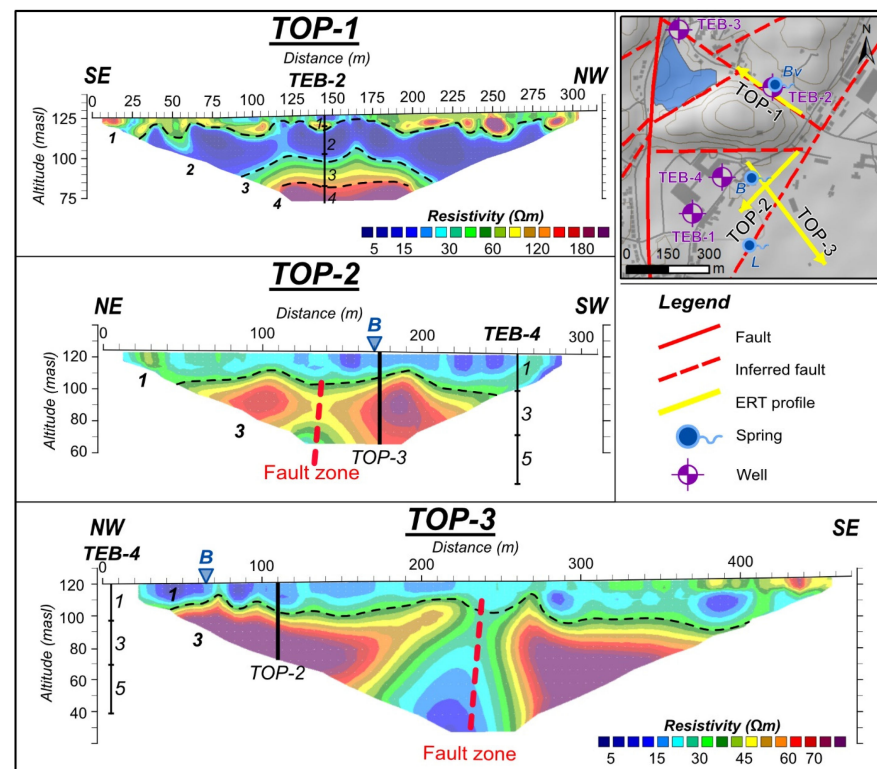 TOP-1
Distance (m)
SE TEB-2 NW
0 25 50 75 100 125 150 175 200 225 250 275 300
Altitude (masl)
125
100
75
1
2
3
4
1
2
3
4
Resistivity (Ωm)
5 15 30 60 120 180
TOP-2
NE Distance (m) B SW
TEB-4
0 100 200 300
Altitude (masl)
120
100
80
60
1
3
1
3
5
TOP-3
Fault zone
TOP-3
NW SE
TEB-4 B Distance (m)
0 100 200 300 400
Altitude (masl)
120
100
80
60
40
1
3
5
1
3
TOP-2
Fault zone
Resistivity (Ωm)
5 15 30 45 60 70
TEB-3
N
Bv
TEB-2
TOP-1
TEB-4
B
TOP-2
TOP-3
TEB-1
L
0 150 300 m
Legend
Fault
Inferred fault
ERT profile
Spring
Well